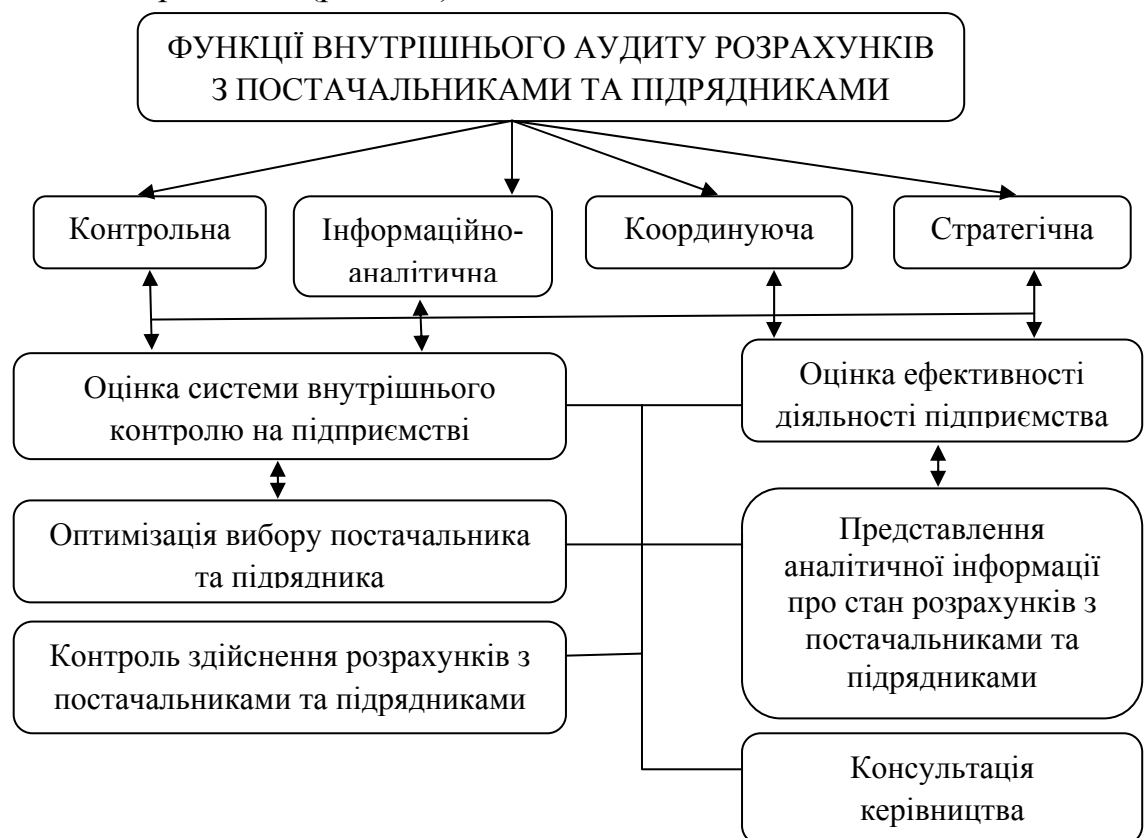 ФУНКЦІЇ ВНУТРІШНЬОГО АУДИТУ РОЗРАХУНКІВ
З ПОСТАЧАЛЬНИКАМИ ТА ПІДРЯДНИКАМИ
Контрольна
Інформаційно-
аналітична
Координуюча
Стратегічна
Оцінка системи внутрішнього
контролю на підприємстві
Оцінка ефективності
діяльності підприємства
Оптимізація вибору постачальника
та підрядника
Представлення
аналітичної інформації
про стан розрахунків з
постачальниками та
підрядниками
Контроль здійснення розрахунків з
постачальниками та підрядниками
Консультація
керівництва